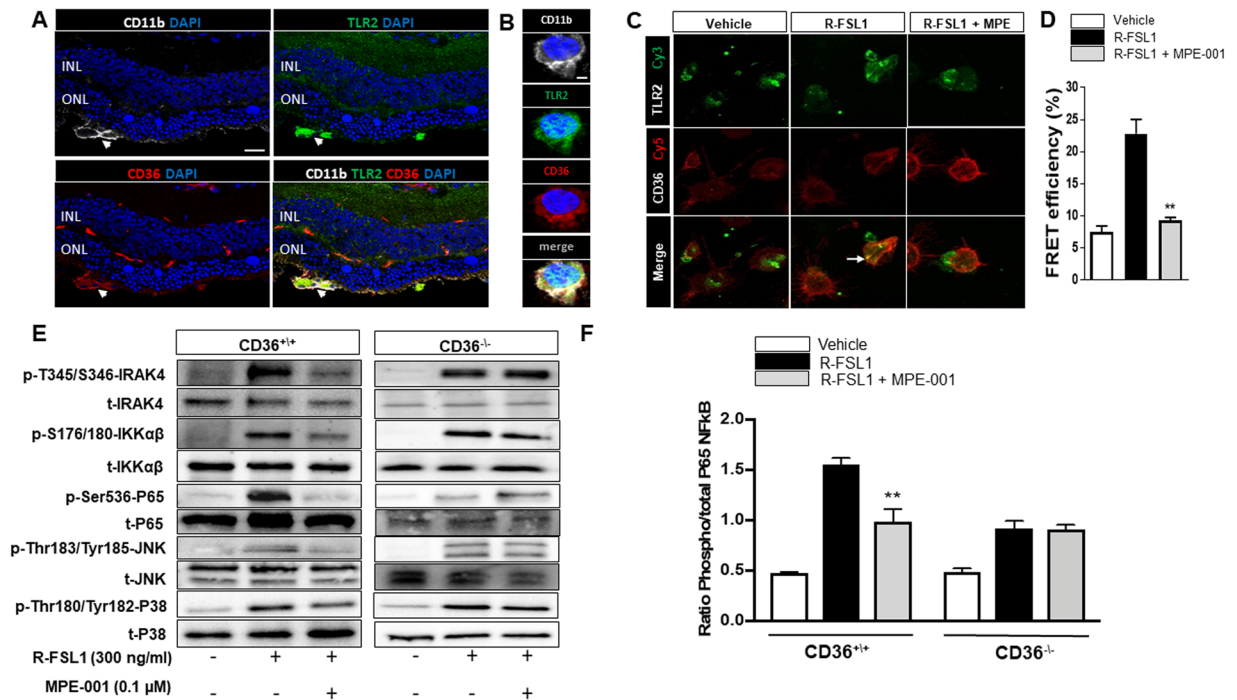 A
CD11b DAPI
TLR2 DAPI
INL
ONL
INL
ONL
CD36 DAPI
CD11b TLR2 CD36 DAPI
INL
ONL
INL
ONL
B
CD11b
TLR2
CD36
merge
C
Vehicle
R-FSL1
R-FSL1 + MPE
TLR2 Cy3
CD36 Cy5
Merge
D
Vehicle
R-FSL1
R-FSL1 + MPE-001
FRET efficiency (%)
30
25
20
15
10
5
0
**
E
CD36+\+
CD36-\-
p-T345/S346-IRAK4
t-IRAK4
p-S176/180-IKKαβ
t-IKKαβ
p-Ser536-P65
t-P65
p-Thr183/Tyr185-JNK
t-JNK
p-Thr180/Tyr182-P38
t-P38
R-FSL1 (300 ng/ml) - + + - + +
MPE-001 (0.1 µM) - - + - - +
F
Vehicle
R-FSL1
R-FSL1 + MPE-001
Ratio Phospho/total P65 NFkB
2.0
1.5
1.0
0.5
0.0
**
CD36+\+
CD36-\-